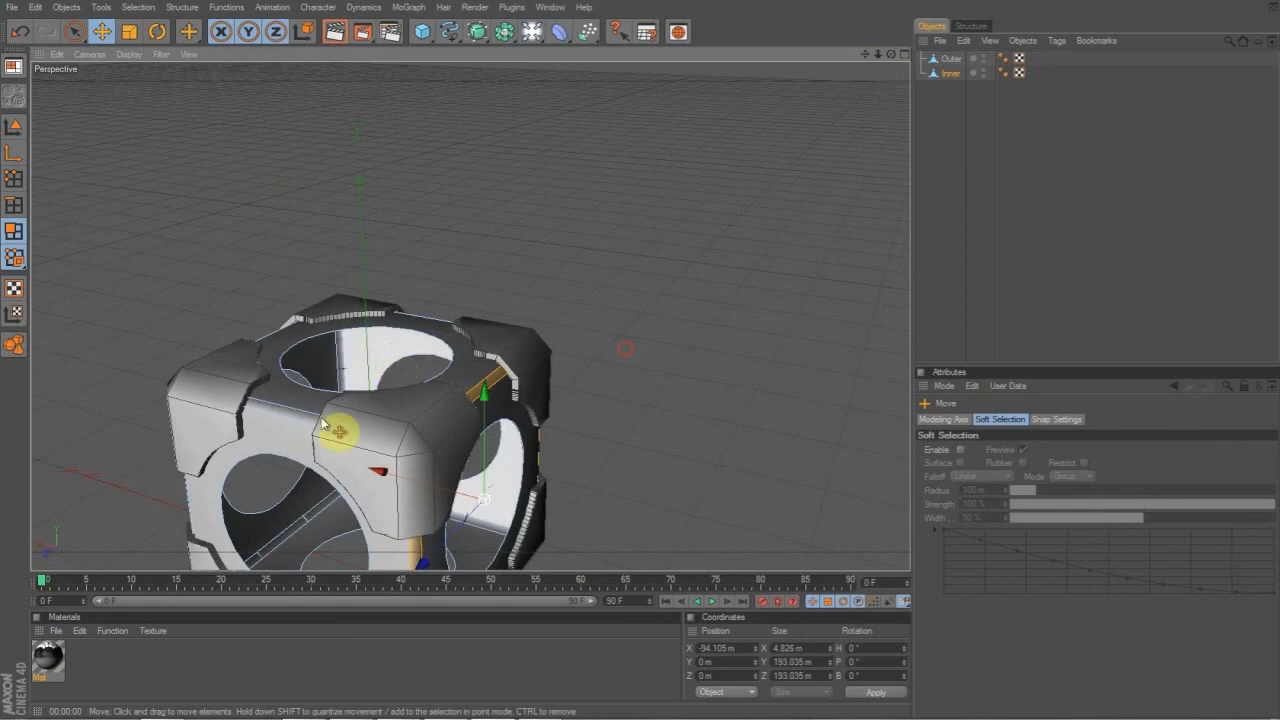 File Edit Objects Tools Selection Structure Functions Animation Character Dynamics MoGraph Hair Render Plugins Window Help
Edit Cameras Display Filter View
Perspective
Objects Structure
File Edit View Objects Tags Bookmarks
Outer
Inner
Attributes
Mode Edit User Data
Move
Modeling Axis Soft Selection Snap Settings
Soft Selection
Enable Preview
Surface Rubber Restrict
Falloff Linear Mode Group
Radius 100 m
Strength 100 %
Width . . 50 %
X Y Z
Y
X
Z
0 5 10 15 20 25 30 35 40 45 50 55 60 65 70 75 80 85 90 0 F
0 F 0 F 90 F 90 F
Materials
File Edit Function Texture
Mat
Coordinates
Position Size Rotation
X -94.105 m X 4.826 m H 0 °
Y 0 m Y 193.035 m P 0 °
Z 0 m Z 193.035 m B 0 °
Object Size Apply
MAXON
CINEMA 4D
00:00:00 Move: Click and drag to move elements. Hold down SHIFT to quantize movement / add to the selection in point mode, CTRL to remove